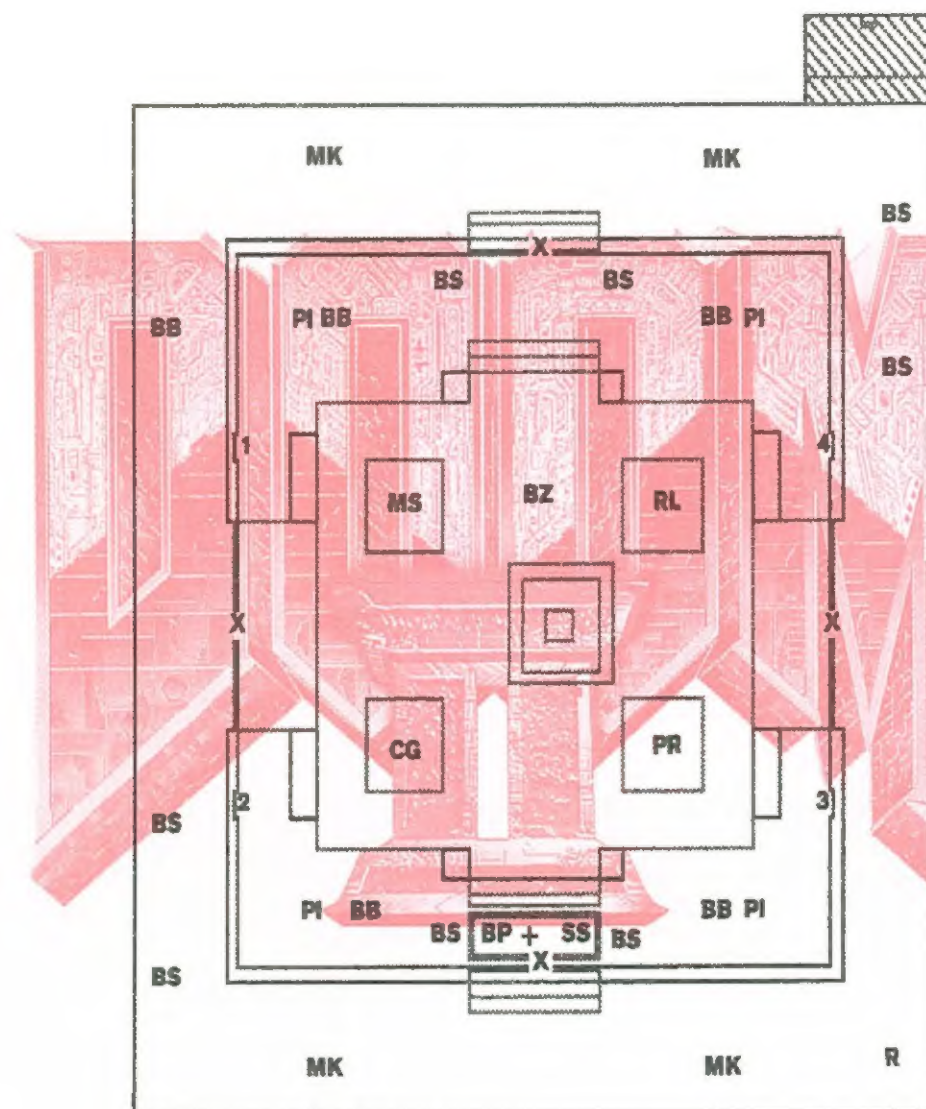 MK MK
BS
X
BS BS
BB PI BB BB PI
BS
1 4
MS BZ RL
X X
CG PR
2 3
BS
PI BB BB PI
BS BP + SS BS
X
BS
MK MK R